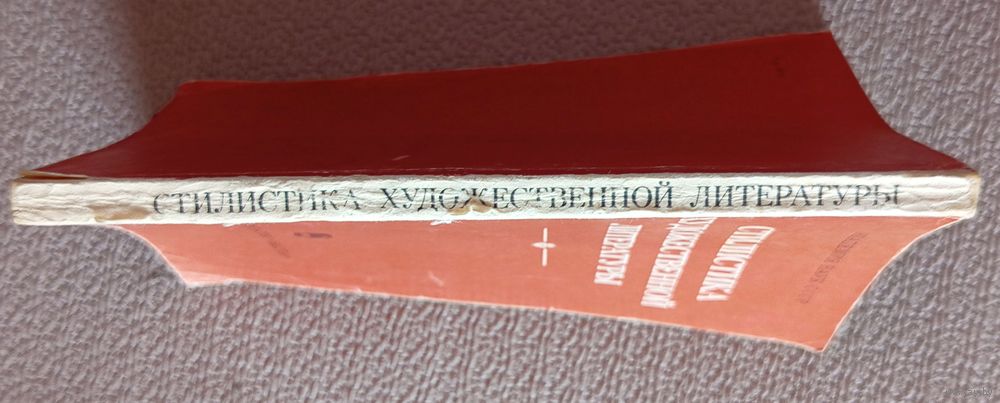 СТИЛИСТИКА ХУДОЖЕСТВЕННОЙ ЛИТЕРАТУРЫ
СТИЛИСТИКА
ХУДОЖЕСТВЕННОЙ
ЛИТЕРАТУРЫ